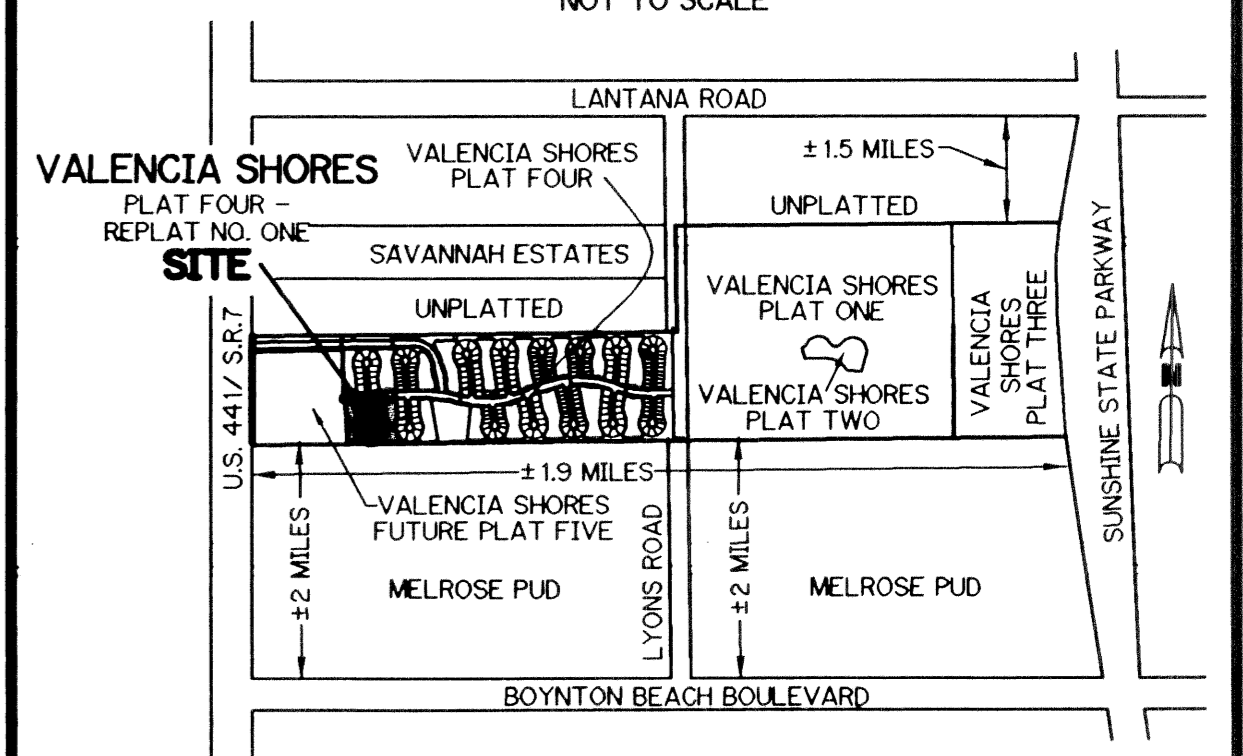 NOT TO SCALE
LANTANA ROAD
VALENCIA SHORES
PLAT FOUR -
REPLAT NO. ONE
SITE
VALENCIA SHORES
PLAT FOUR
±1.5 MILES
UNPLATTED
SAVANNAH ESTATES
UNPLATTED
VALENCIA SHORES
PLAT ONE
VALENCIA SHORES
PLAT TWO
VALENCIA
SHORES
PLAT THREE
SUNSHINE STATE PARKWAY
N
U.S. 441/ S.R.7
±1.9 MILES
VALENCIA SHORES
FUTURE PLAT FIVE
±2 MILES
MELROSE PUD
LYONS ROAD
±2 MILES
MELROSE PUD
BOYNTON BEACH BOULEVARD